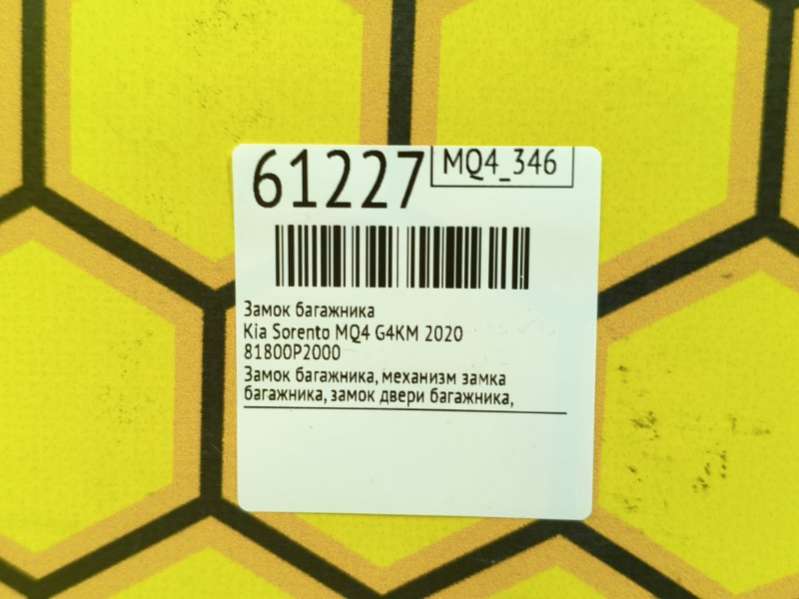 61227
MQ4_346
Замок багажника
Kia Sorento MQ4 G4KM 2020
81800P2000
Замок багажника, механизм замка
багажника, замок двери багажника,